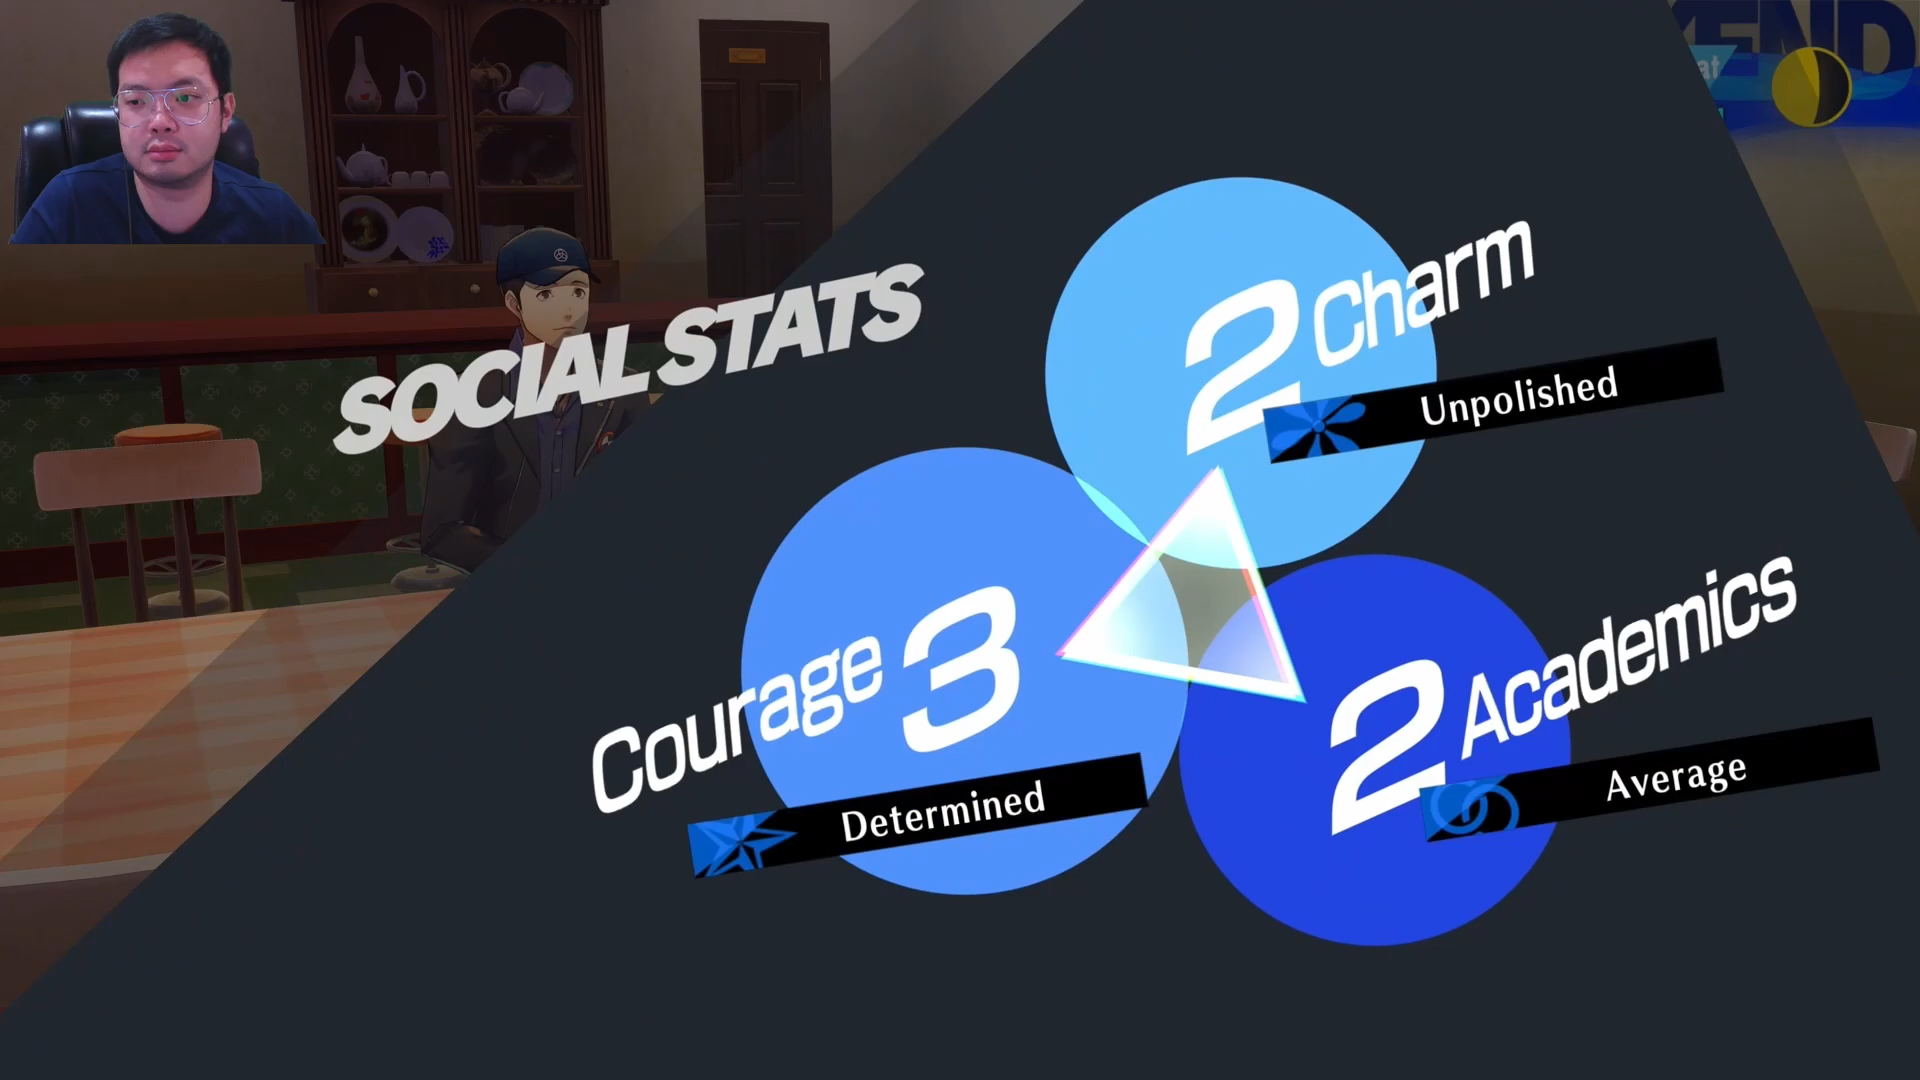 SOCIAL STATS
2 Charm
Unpolished
Courage 3
Determined
2 Academics
Average